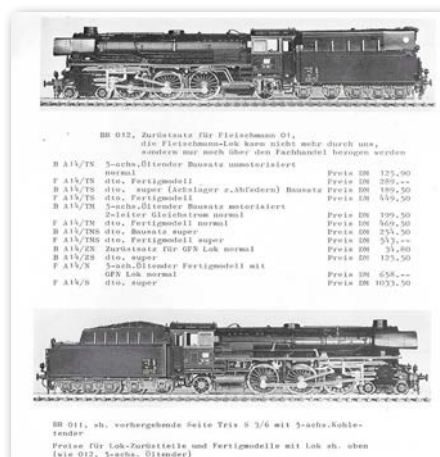 BR 012, Zurüstsatz für Fleischmann 01,
die Fleischmann-Lok kann nicht mehr durch uns,
sondern nur noch über den Fachhandel bezogen werden
B A14/TS 5-achs.Öltender Bausatz unmotorisiert
normal Preis DM 125,90
F A14/TN dto. Fertigmodell Preis DM 289.--
B A14/TS dto. super (Achslager z.Abfedern) Bausatz Preis DM 189,50
F A14/TS dto. Fertigmodell Preis DM 449,50
B A14/TM 5-achs.Öltender Bausatz motorisiert
2-leiter Gleichstrom normal Preis DM 199,50
F A14/TM dto. Fertigmodell normal Preis DM 469,50
B A14/TMS dto. Bausatz super Preis DM 254,50
F A14/TMS dto. Fertigmodell super Preis DM 543.--
B A14/ZN Zurüstsatz für GFN Lok normal Preis DM 54,80
B A14/ZS dto. super Preis DM 125,50
F A14/N 5-ach.Öltender Fertigmodell mit
GFN Lok normal Preis DM 658.--
F A14/S dto. super Preis DM 1033,50
BR 011, sh. vorhergehende Seite Trix S 3/6 mit 5-achs.Kohle-
tender
Preise für Lok-Zurüstteile und Fertigmodelle mit Lok sh. oben
(wie 012, 5-achs. Öltender)